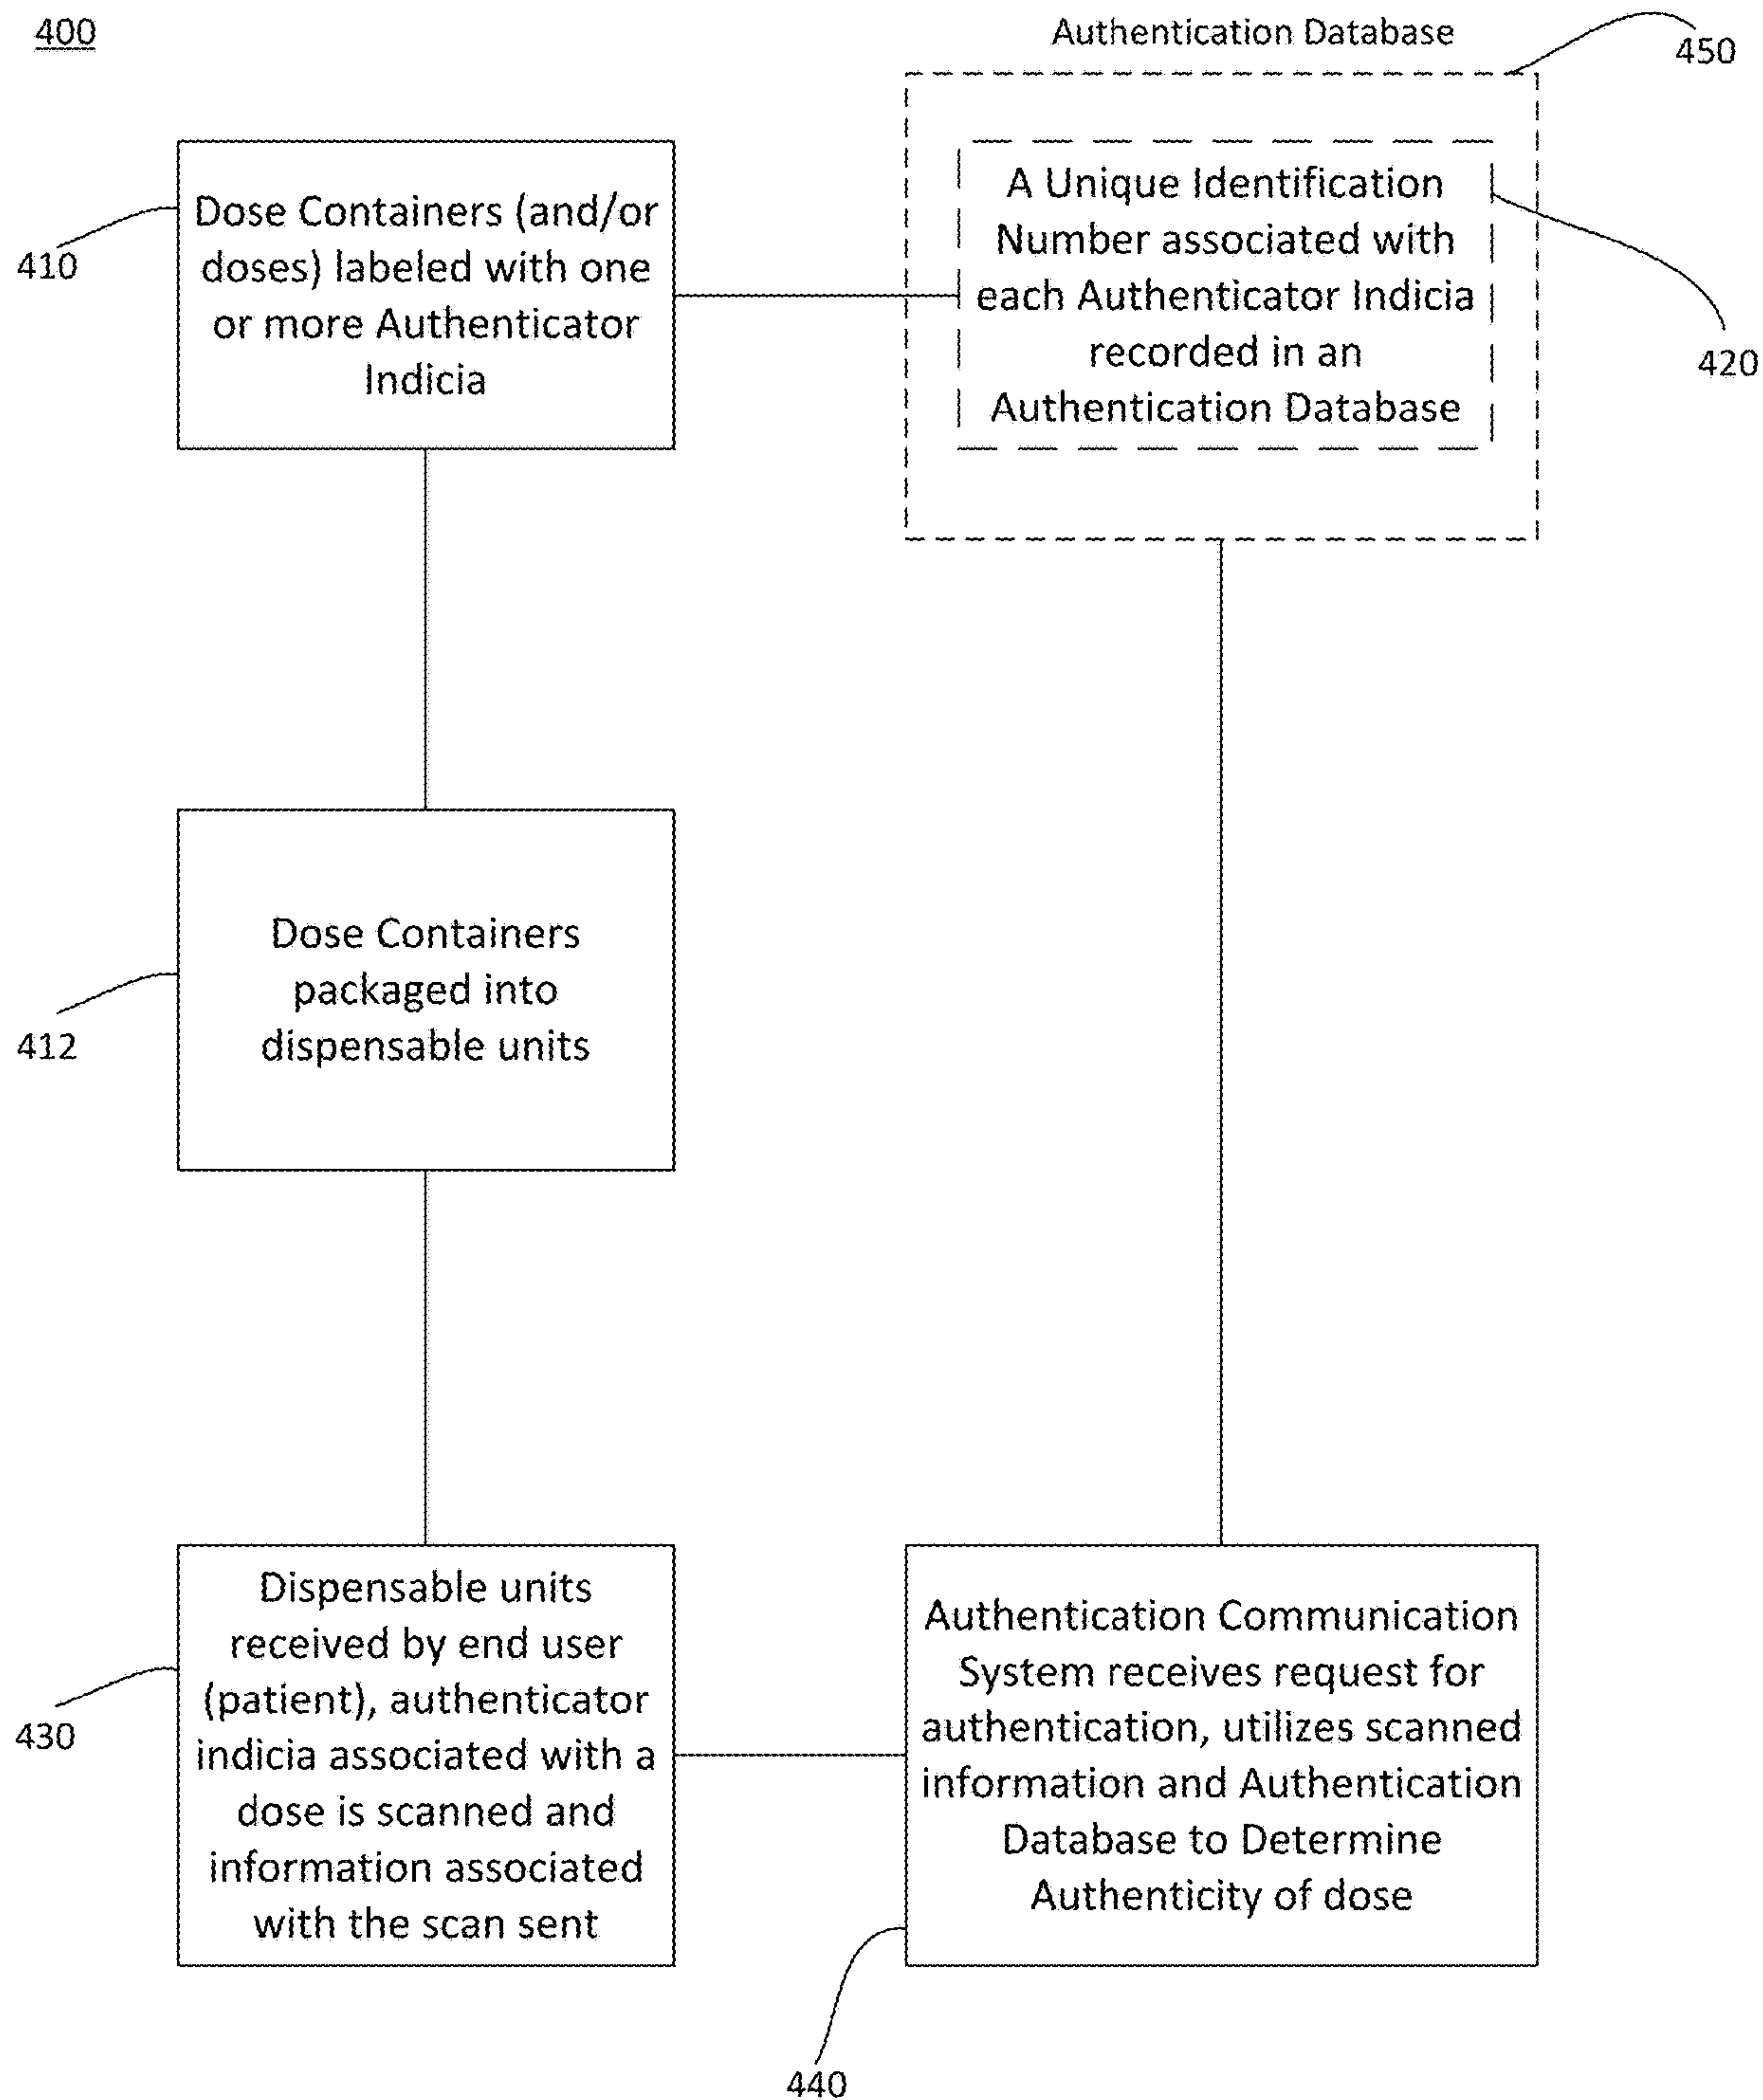 400
Authentication Database
450
410
Dose Containers (and/or
doses) labeled with one
or more Authenticator
Indicia
A Unique Identification
Number associated with
each Authenticator Indicia
recorded in an
Authentication Database
420
412
Dose Containers
packaged into
dispensable units
430
Dispensable units
received by end user
(patient), authenticator
indicia associated with a
dose is scanned and
information associated
with the scan sent
Authentication Communication
System receives request for
authentication, utilizes scanned
information and Authentication
Database to Determine
Authenticity of dose
440